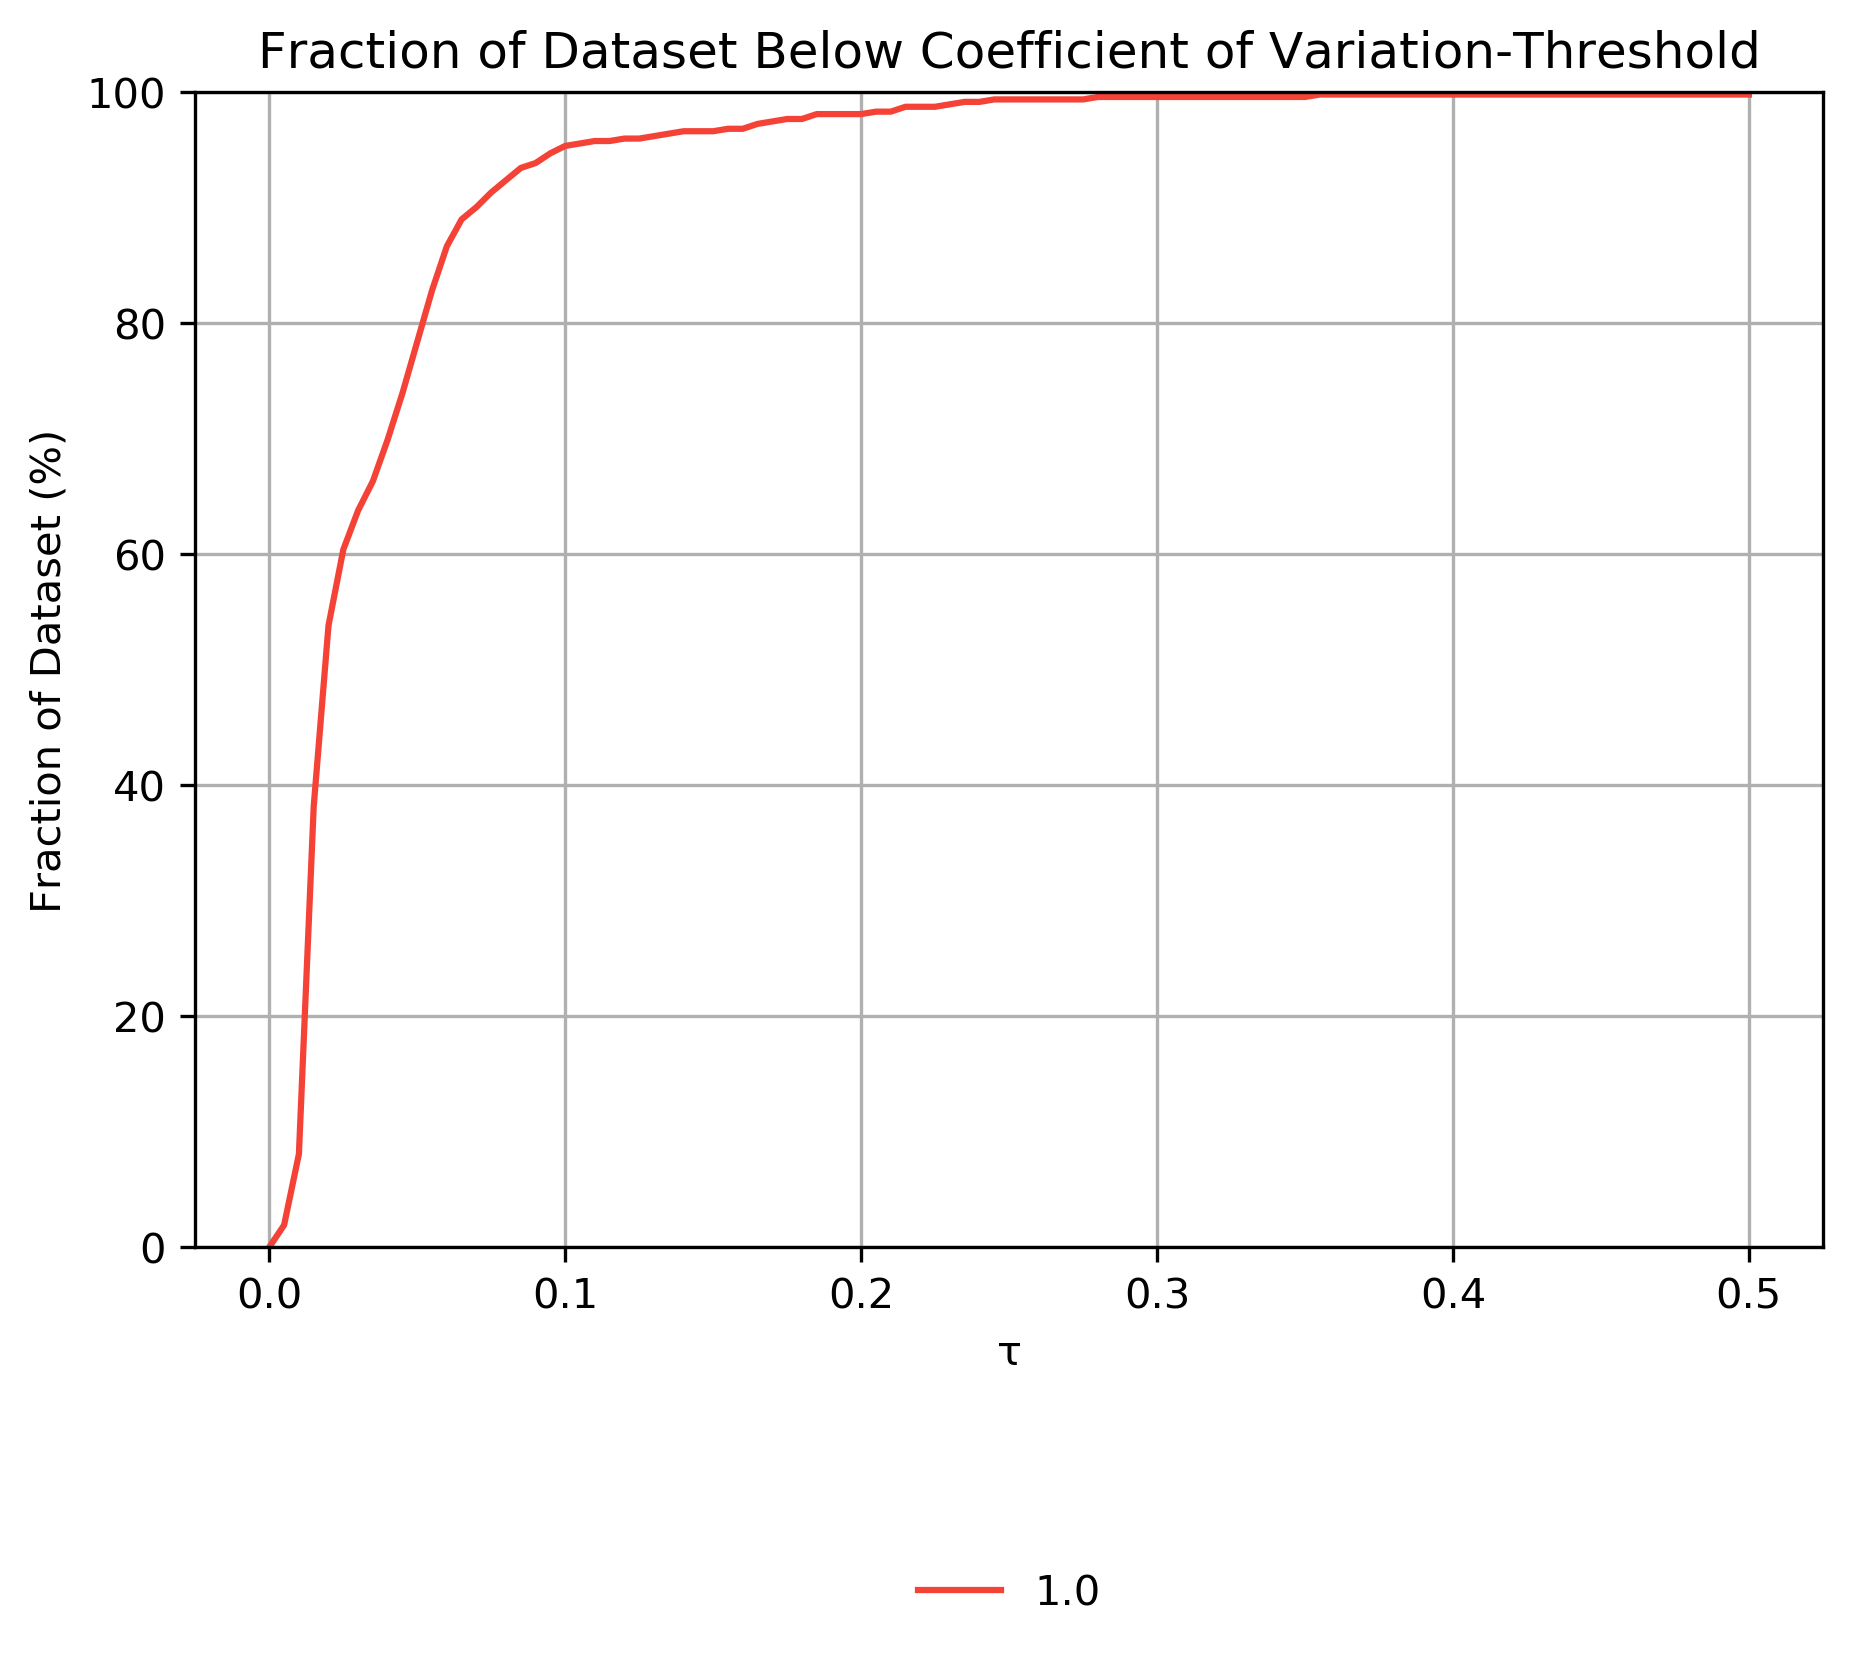 Fraction of Dataset Below Coefficient of Variation-Threshold
Fraction of Dataset (%)
100
80
60
40
20
0
0.0 0.1 0.2 0.3 0.4 0.5
τ
1.0